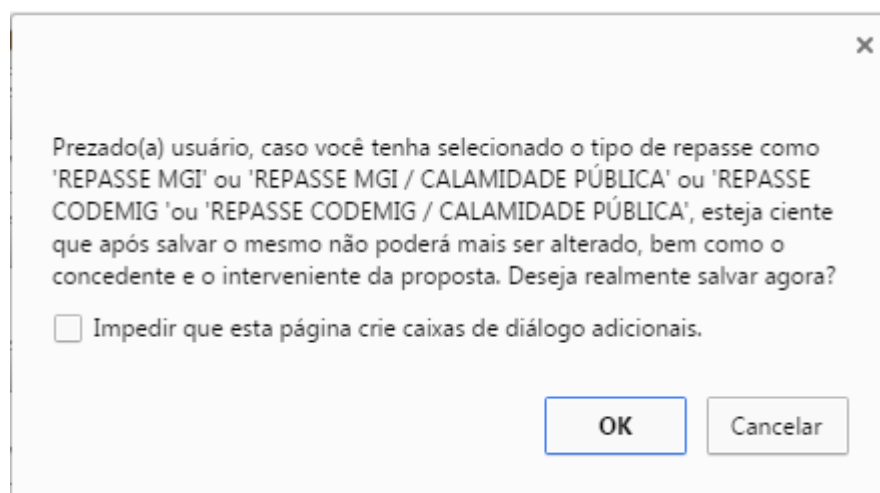 Prezado(a) usuário, caso você tenha selecionado o tipo de repasse como
'REPASSE MGI' ou 'REPASSE MGI / CALAMIDADE PÚBLICA' ou 'REPASSE
CODEMIG 'ou 'REPASSE CODEMIG / CALAMIDADE PÚBLICA', esteja ciente
que após salvar o mesmo não poderá mais ser alterado, bem como o
concedente e o interveniente da proposta. Deseja realmente salvar agora?
Impedir que esta página crie caixas de diálogo adicionais.
OK Cancelar